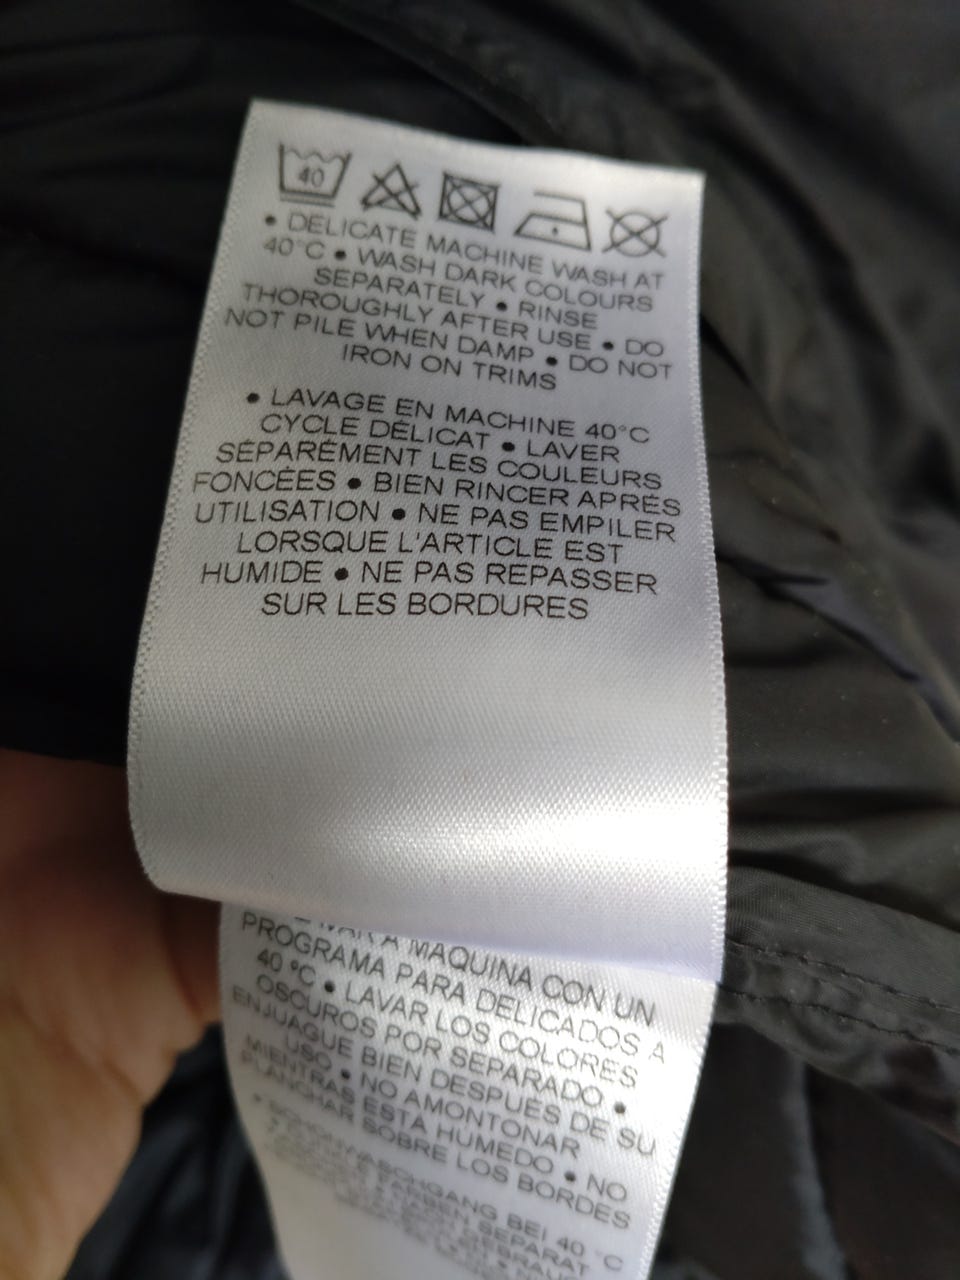 40
• DELICATE MACHINE WASH AT
40°C • WASH DARK COLOURS
SEPARATELY • RINSE
THOROUGHLY AFTER USE • DO
NOT PILE WHEN DAMP • DO NOT
IRON ON TRIMS
• LAVAGE EN MACHINE 40°C
CYCLE DÉLICAT • LAVER
SÉPARÉMENT LES COULEURS
FONCÉES • BIEN RINCER APRÈS
UTILISATION • NE PAS EMPILER
LORSQUE L'ARTICLE EST
HUMIDE • NE PAS REPASSER
SUR LES BORDURES
A MAQUINA CON UN
PROGRAMA PARA DELICADOS A
40 °C • LAVAR LOS COLORES
OSCUROS POR SEPARADO •
ENJUAGUE BIEN DESPUÉS DE SU
USO • NO AMONTONAR
MIENTRAS ESTA HUMEDO • NO
PLANCHAR SOBRE LOS BORDES
• SCHONWASCHGANG BEI 40 °C
FARBEN SEPARAT